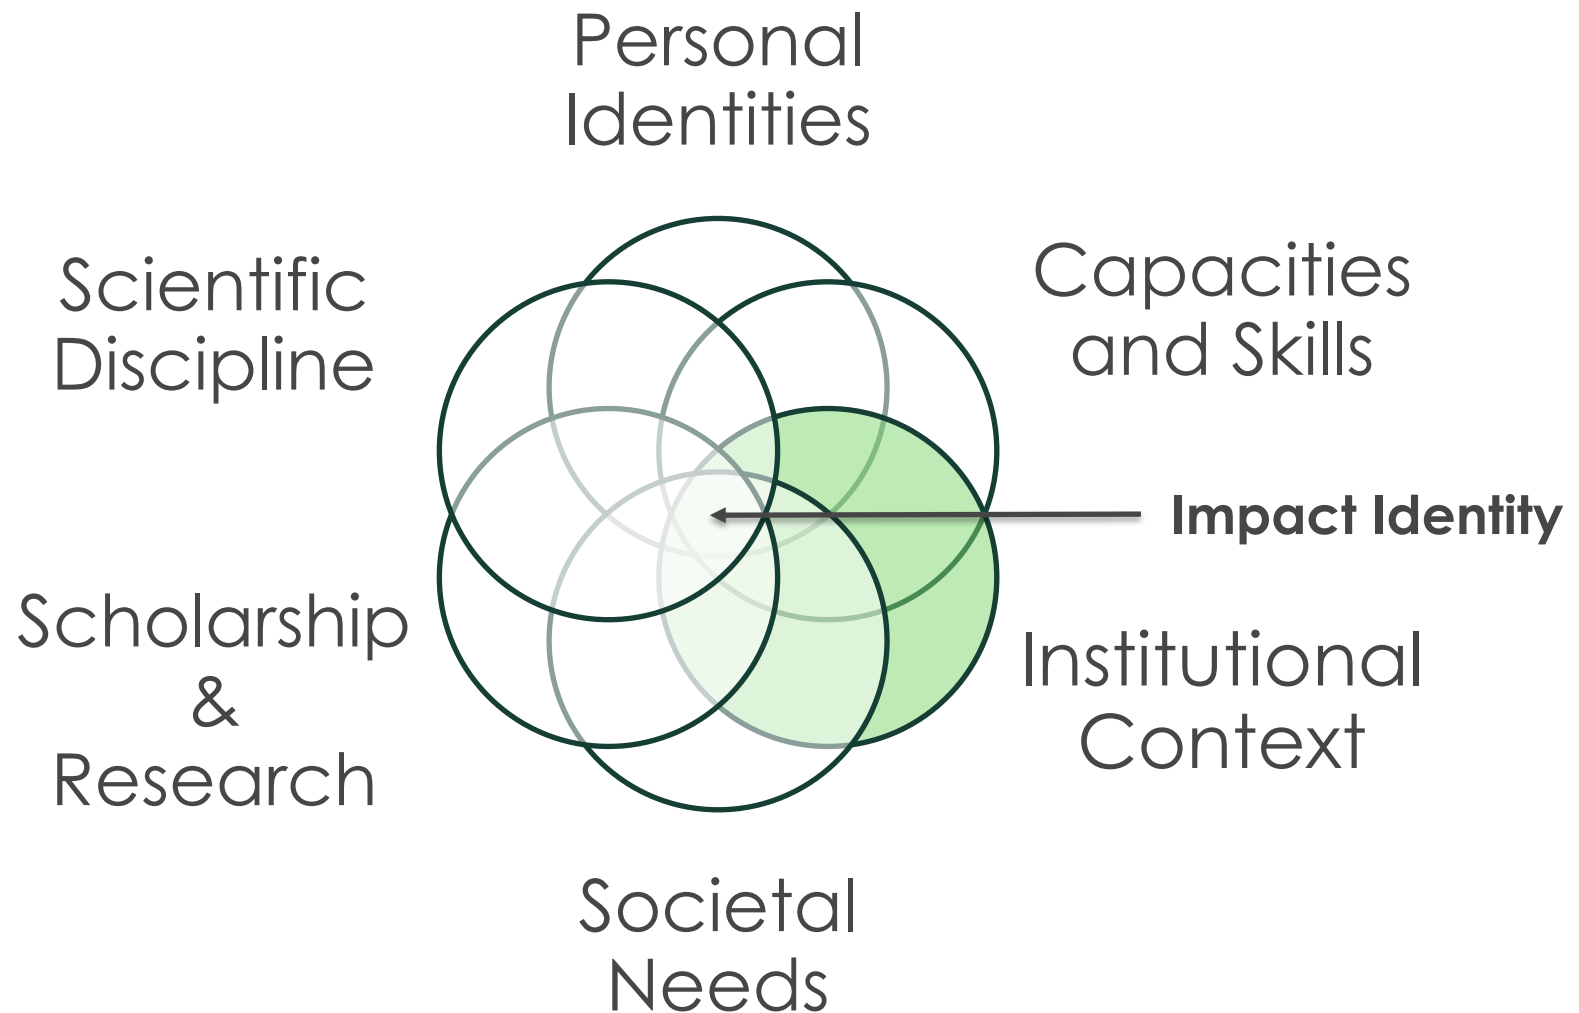 Personal
Identities
Scientific
Discipline
Capacities
and Skills
Impact Identity
Scholarship
&
Research
Institutional
Context
Societal
Needs